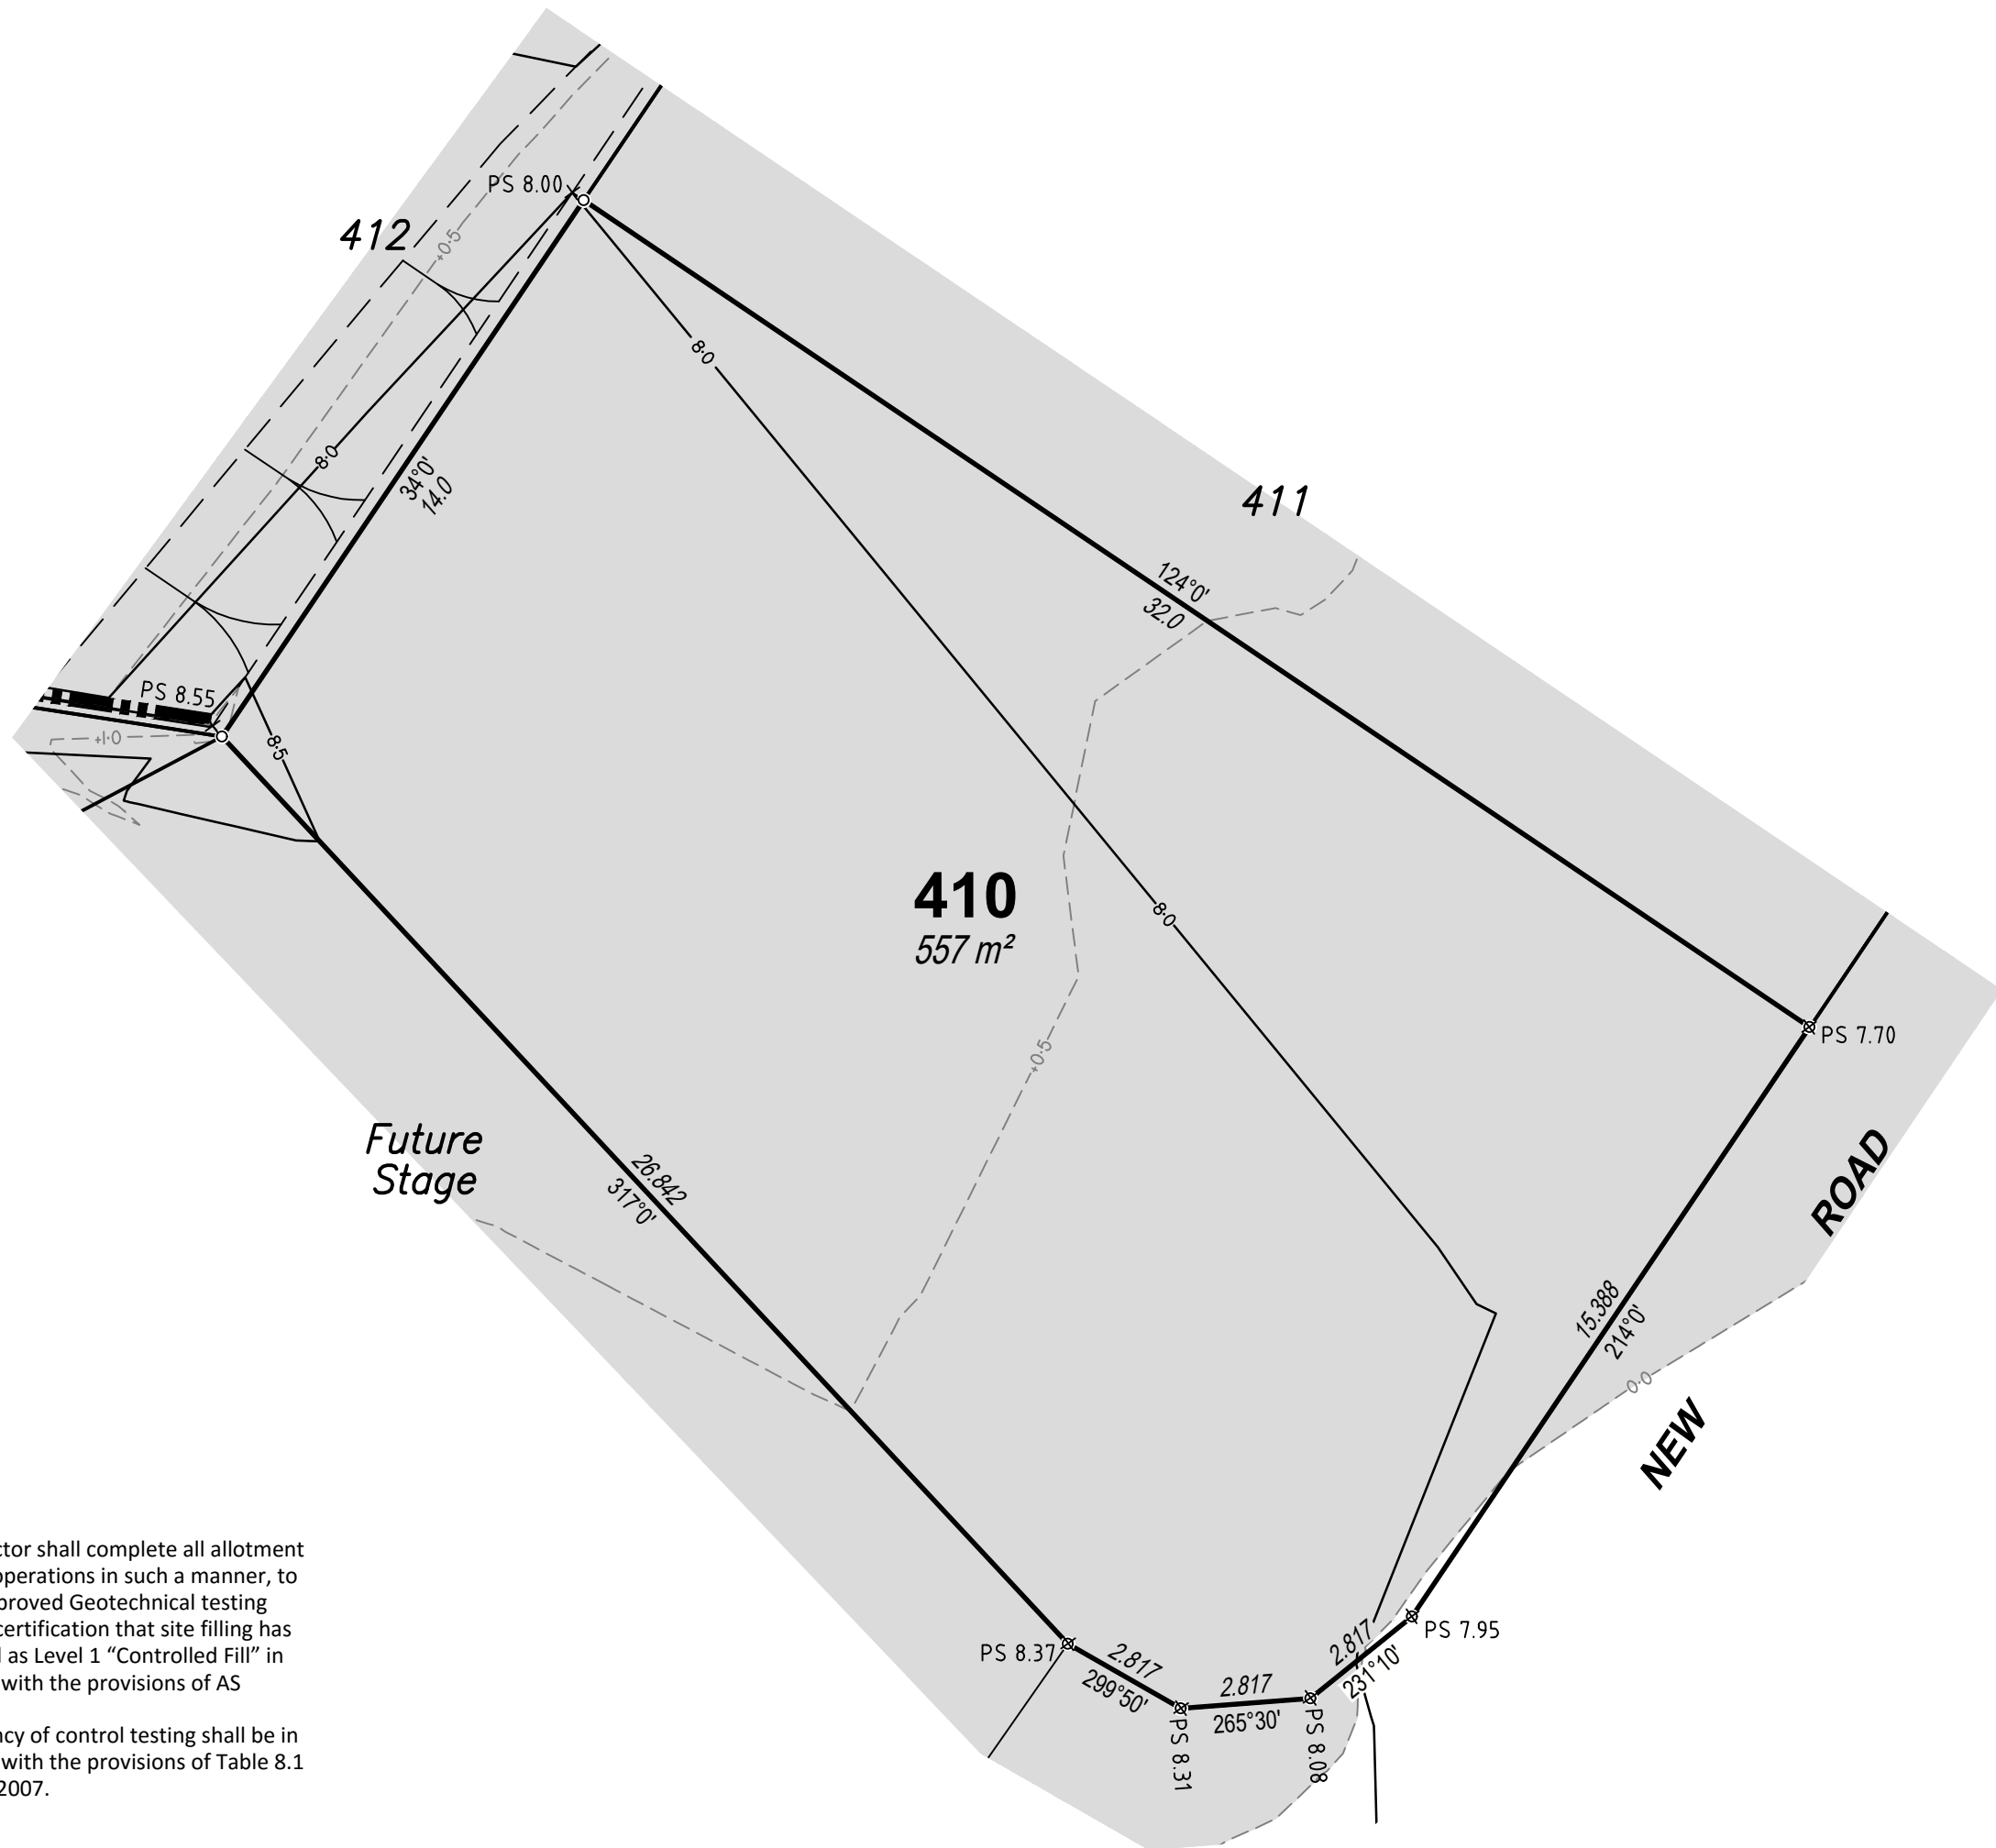 PS 8.00
412
+0·5
8·0
8·0
34°0'
14.0
411
124°0'
32.0
PS 8.55
+1·0
8·5
410
557 m²
8·0
PS 7.70
+0·5
Future
Stage
26.842
317°0'
ROAD
15.388
214°0'
0·0
NEW
ctor shall complete all allotment
operations in such a manner, to
proved Geotechnical testing
certification that site filling has
d as Level 1 “Controlled Fill” in
with the provisions of AS
PS 8.37
2.817
299°50'
2.817
265°30'
2.817
231°10'
PS 7.95
PS 8.31
PS 8.08
ncy of control testing shall be in
with the provisions of Table 8.1
2007.